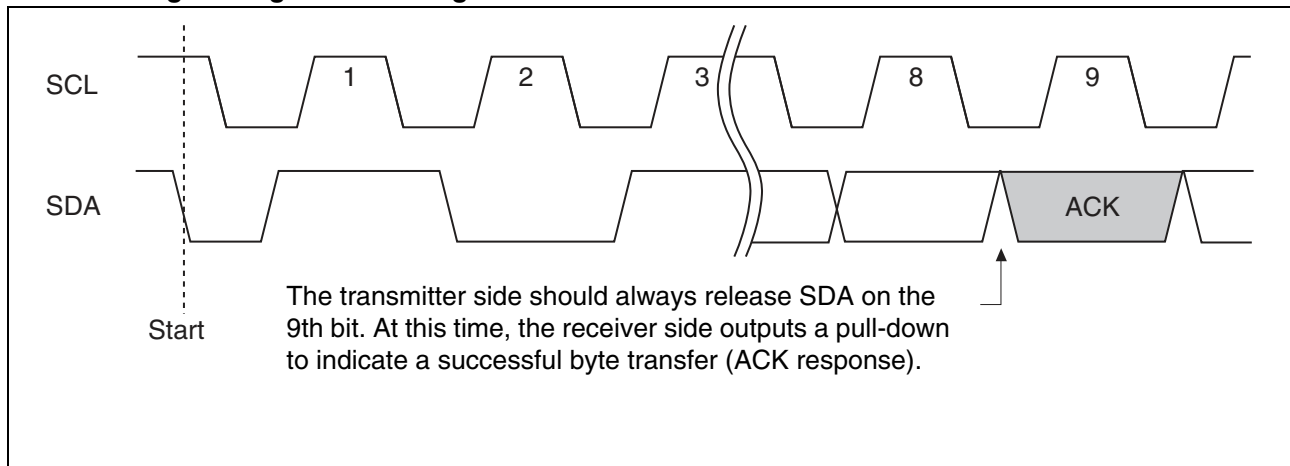 SCL
1
2
3
8
9
SDA
ACK
Start
The transmitter side should always release SDA on the
9th bit. At this time, the receiver side outputs a pull-down
to indicate a successful byte transfer (ACK response).